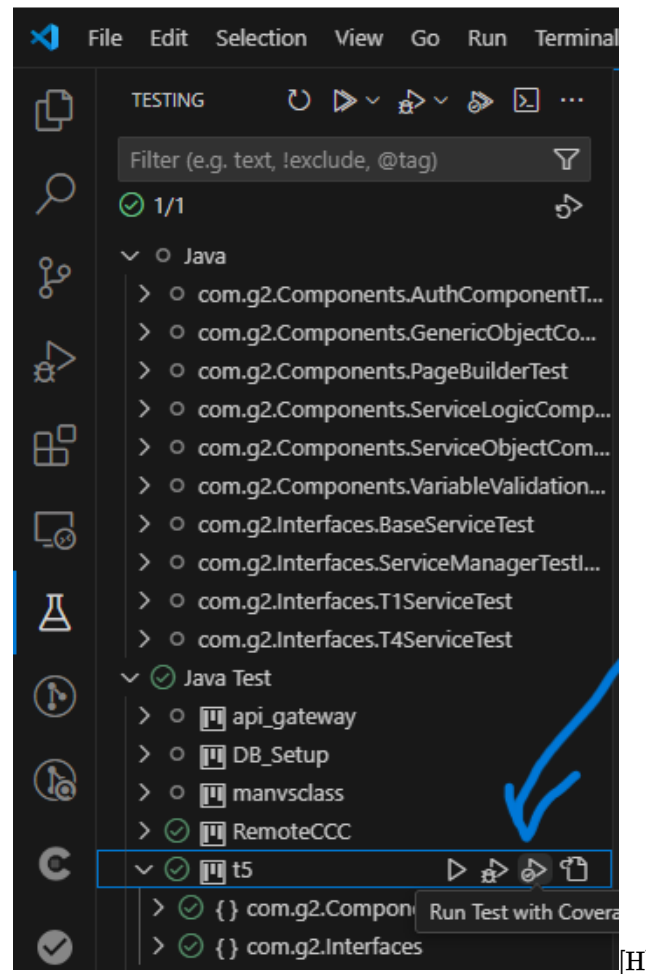 File Edit Selection View Go Run Terminal
TESTING
Filter (e.g. text, !exclude, @tag)
1/1
Java
com.g2.Components.AuthComponentT...
com.g2.Components.GenericObjectCo...
com.g2.Components.PageBuilderTest
com.g2.Components.ServiceLogicComp...
com.g2.Components.ServiceObjectCom...
com.g2.Components.VariableValidation...
com.g2.Interfaces.BaseServiceTest
com.g2.Interfaces.ServiceManagerTestI...
com.g2.Interfaces.T1ServiceTest
com.g2.Interfaces.T4ServiceTest
Java Test
api_gateway
DB_Setup
manvsclass
RemoteCCC
t5
{ } com.g2.Compon
Run Test with Covera
{ } com.g2.Interfaces
[H